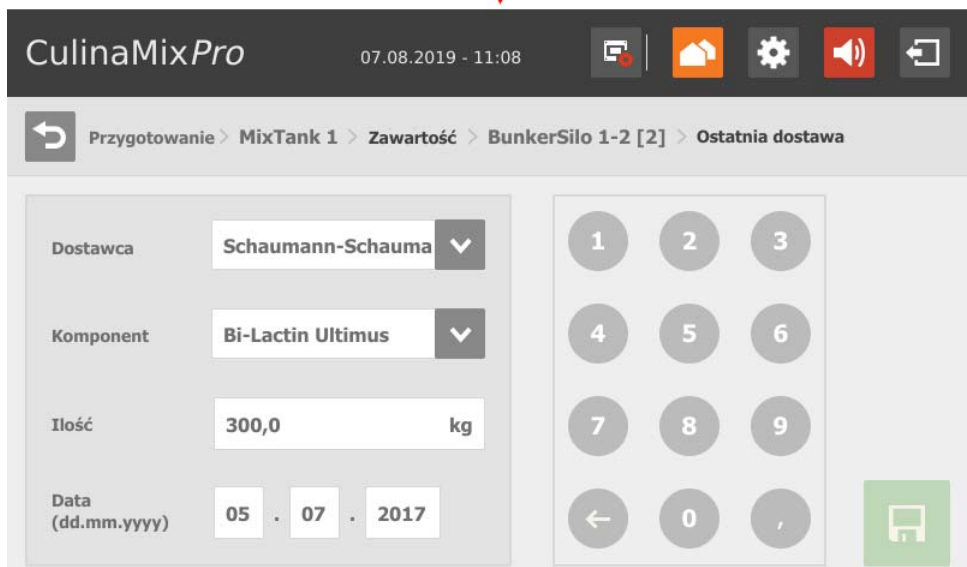 CulinaMixPro 07.08.2019 - 11:08
Przygotowanie > MixTank 1 > Zawartość > BunkerSilo 1-2 [2] > Ostatnia dostawa
Dostawca Schaumann-Schauma
Komponent Bi-Lactin Ultimus
Ilość 300,0 kg
Data
(dd.mm.yyyy) 05 . 07 . 2017
1 2 3
4 5 6
7 8 9
← 0 ,